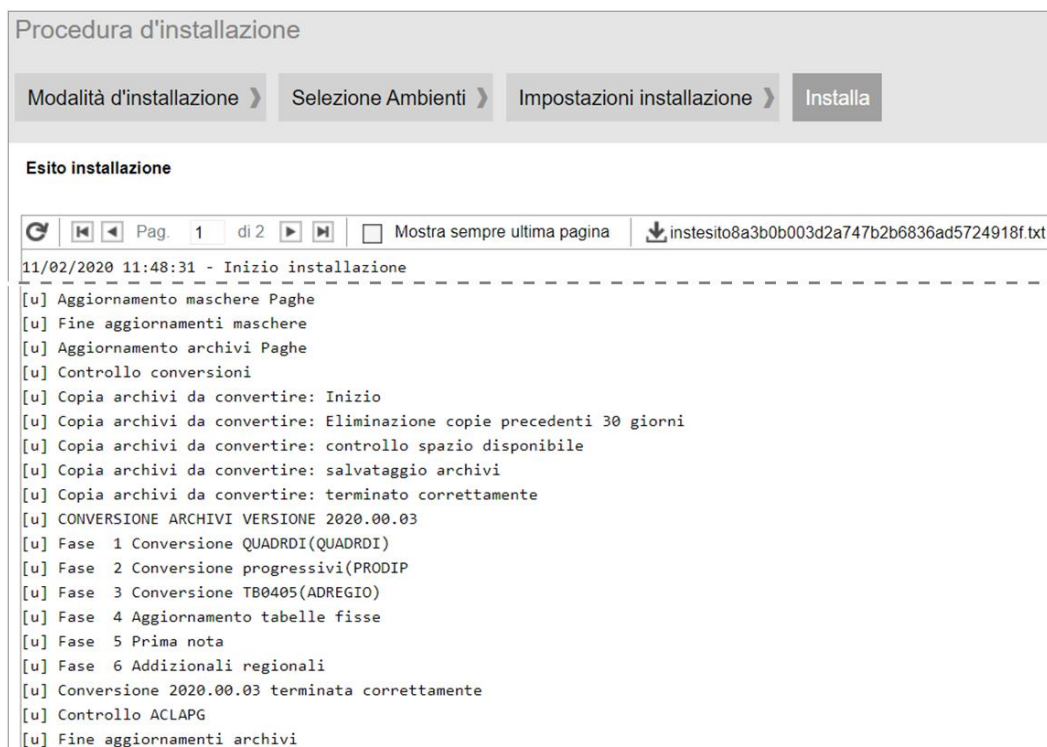 Procedura d'installazione
Modalità d'installazione ❱ Selezione Ambienti ❱ Impostazioni installazione ❱ Installa
Esito installazione
Pag. 1 di 2 Mostra sempre ultima pagina instesito8a3b0b003d2a747b2b6836ad5724918f.txt
11/02/2020 11:48:31 - Inizio installazione
[u] Aggiornamento maschere Paghe
[u] Fine aggiornamenti maschere
[u] Aggiornamento archivi Paghe
[u] Controllo conversioni
[u] Copia archivi da convertire: Inizio
[u] Copia archivi da convertire: Eliminazione copie precedenti 30 giorni
[u] Copia archivi da convertire: controllo spazio disponibile
[u] Copia archivi da convertire: salvataggio archivi
[u] Copia archivi da convertire: terminato correttamente
[u] CONVERSIONE ARCHIVI VERSIONE 2020.00.03
[u] Fase  1 Conversione QUADRDI(QUADRDI)
[u] Fase  2 Conversione progressivi(PRODIP
[u] Fase  3 Conversione TB0405(ADREGIO)
[u] Fase  4 Aggiornamento tabelle fisse
[u] Fase  5 Prima nota
[u] Fase  6 Addizionali regionali
[u] Conversione 2020.00.03 terminata correttamente
[u] Controllo ACLAPG
[u] Fine aggiornamenti archivi